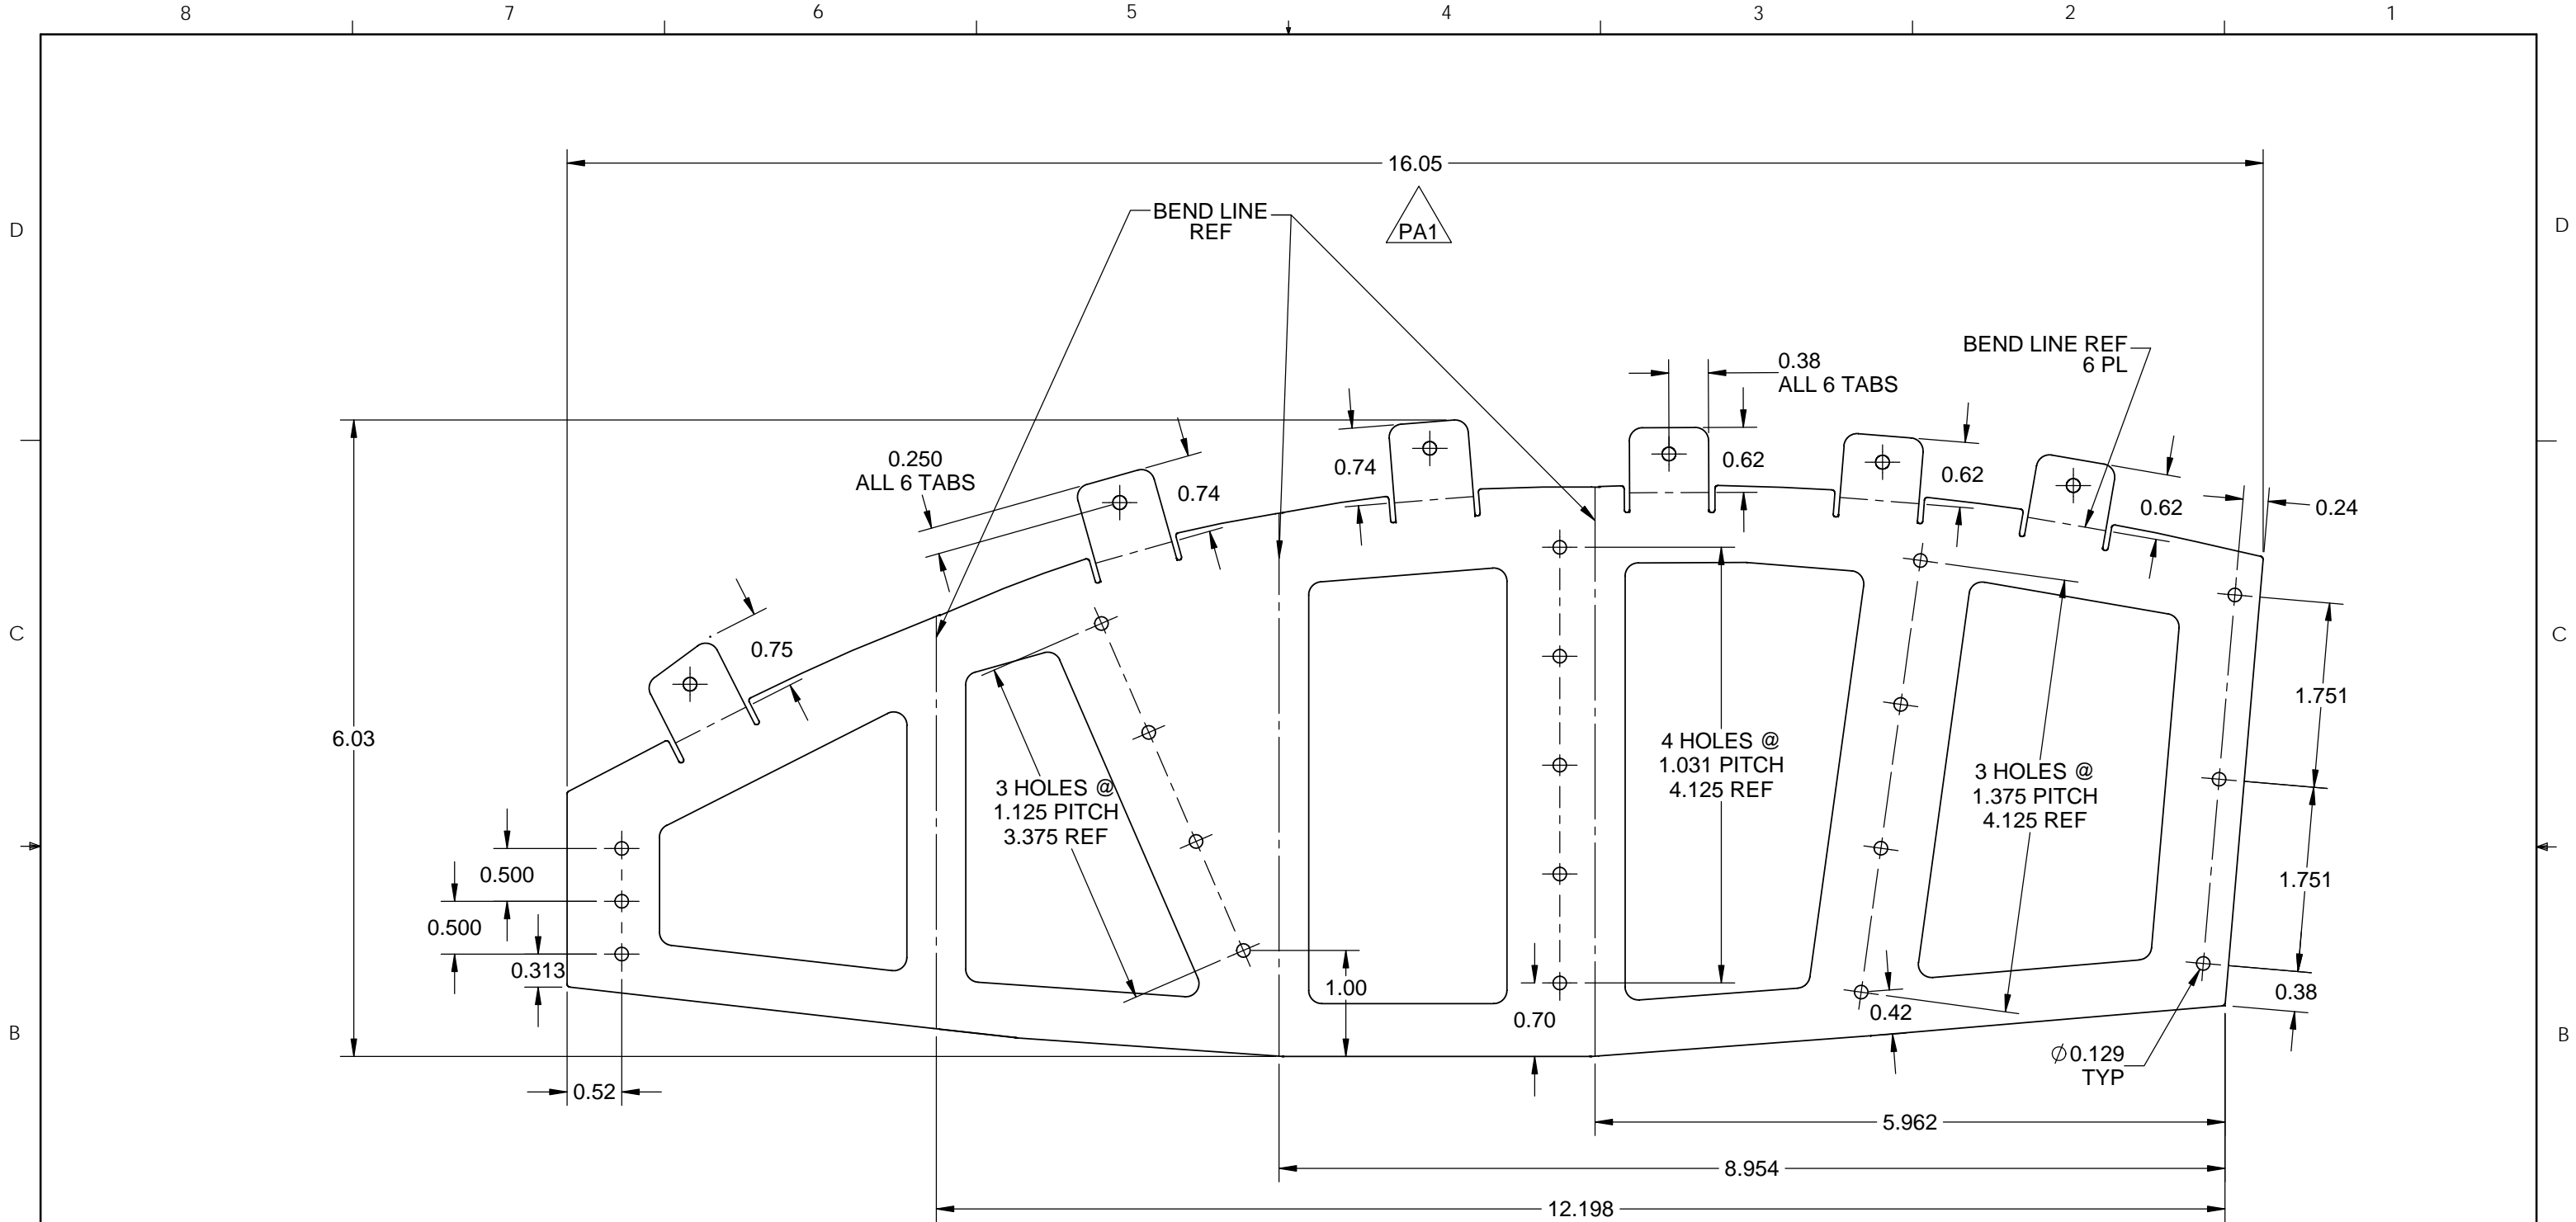 8 7 6 5 4 3 2 1
16.05
D
BEND LINE
REF
PA1
D
BEND LINE REF
6 PL
0.38
ALL 6 TABS
0.250
ALL 6 TABS
0.74
0.74
0.62
0.62
0.62
0.24
C
C
0.75
1.751
6.03
4 HOLES @
1.031 PITCH
4.125 REF
3 HOLES @
1.375 PITCH
4.125 REF
3 HOLES @
1.125 PITCH
3.375 REF
0.500
1.751
0.500
0.313
1.00
0.38
0.70
0.42
B
B
Ø0.129
TYP
0.52
5.962
8.954
12.198